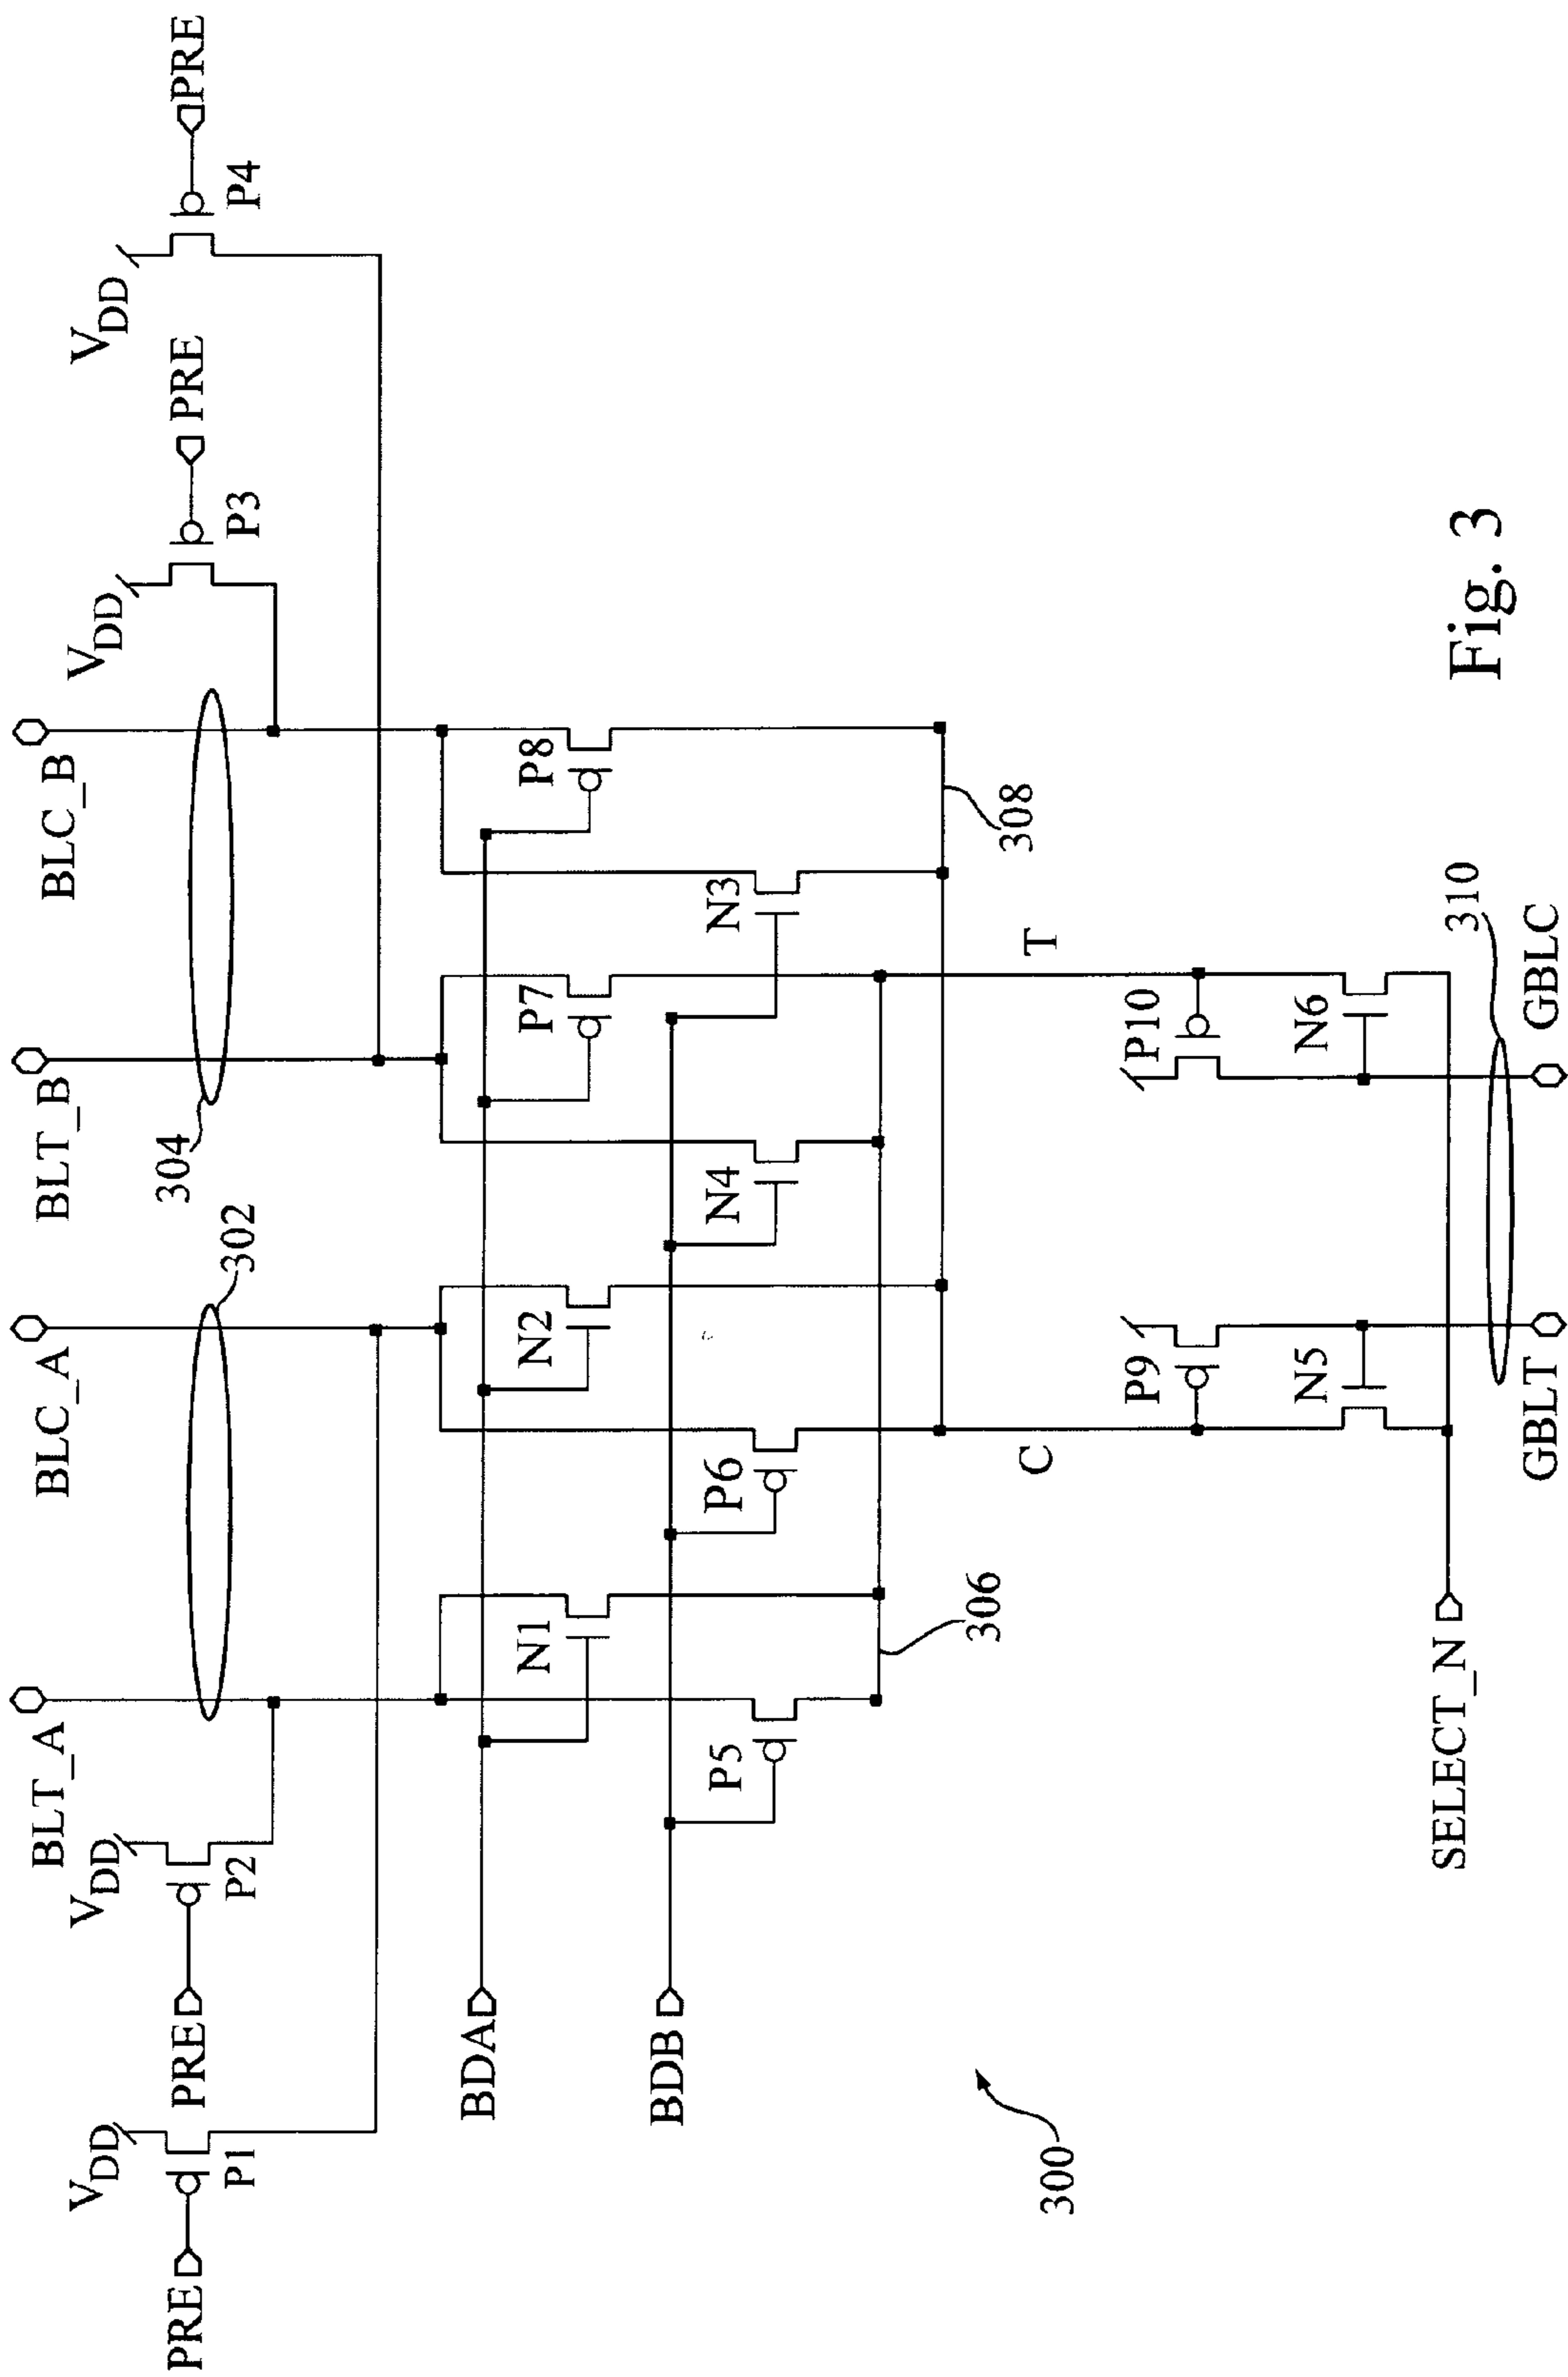 BLT_A
BLC_A
BLT_B
BLC_B
302
304
VDD
VDD
VDD
VDD
PRE
P1
PRE
P2
P3
PRE
P4
PRE
BDA
N1
N2
P7
P8
BDB
P5
P6
N4
N3
306
308
C
T
300
P9
P10
N5
N6
SELECT_N
310
GBLT
GBLC
Fig. 3